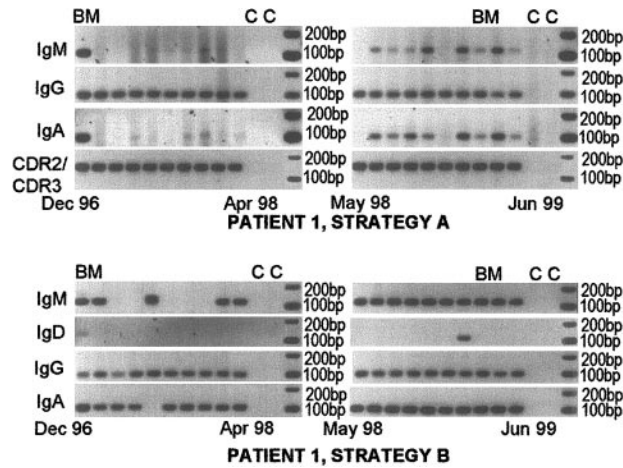 BM C C BM C C
IgM 200bp 100bp 200bp 100bp
IgG 200bp 100bp 200bp 100bp
IgA 200bp 100bp 200bp 100bp
CDR2/ 200bp 200bp
CDR3 100bp 100bp
Dec 96 Apr 98 May 98 Jun 99
PATIENT 1, STRATEGY A
BM C C BM C C
IgM 200bp 100bp 200bp 100bp
IgD 200bp 100bp 200bp 100bp
IgG 200bp 100bp 200bp 100bp
IgA 200bp 100bp 200bp 100bp
Dec 96 Apr 98 May 98 Jun 99
PATIENT 1, STRATEGY B